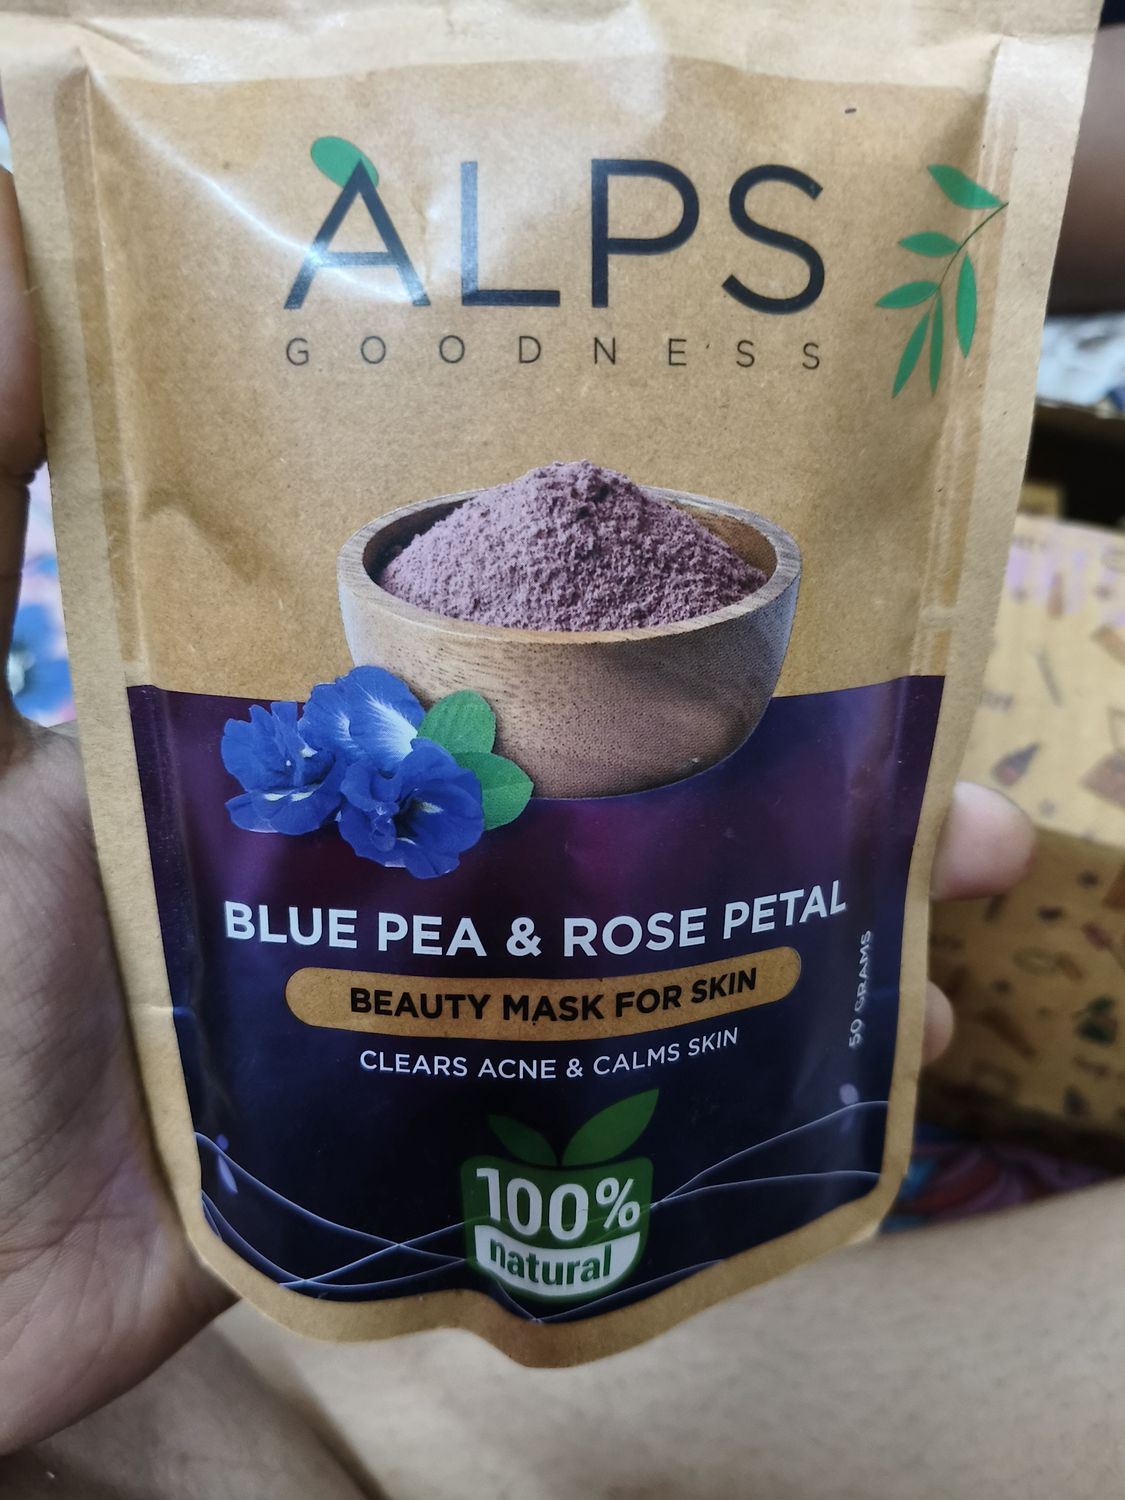 ALPS
GOODNESS
BLUE PEA & ROSE PETAL
BEAUTY MASK FOR SKIN
CLEARS ACNE & CALMS SKIN
50 GRAMS
100%
natural